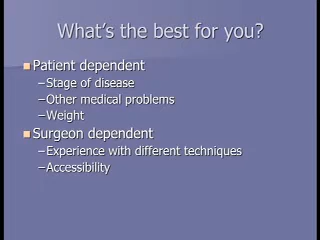 What's the best for you?
Patient dependent
–Stage of disease
–Other medical problems
–Weight
Surgeon dependent
–Experience with different techniques
–Accessibility